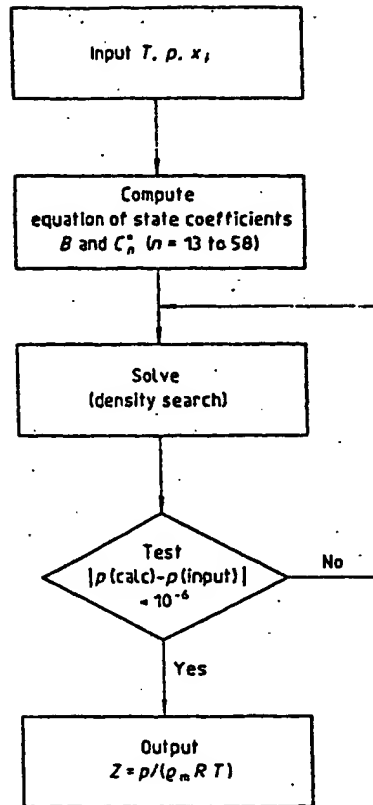 Input T, p, x_i
Compute
equation of state coefficients
B and C_n^* (n = 13 to 58)
Solve
(density search)
Test
|p(calc)-p(input)|
< 10^-6
No
Yes
Output
Z = p/(ϱ_m R T)